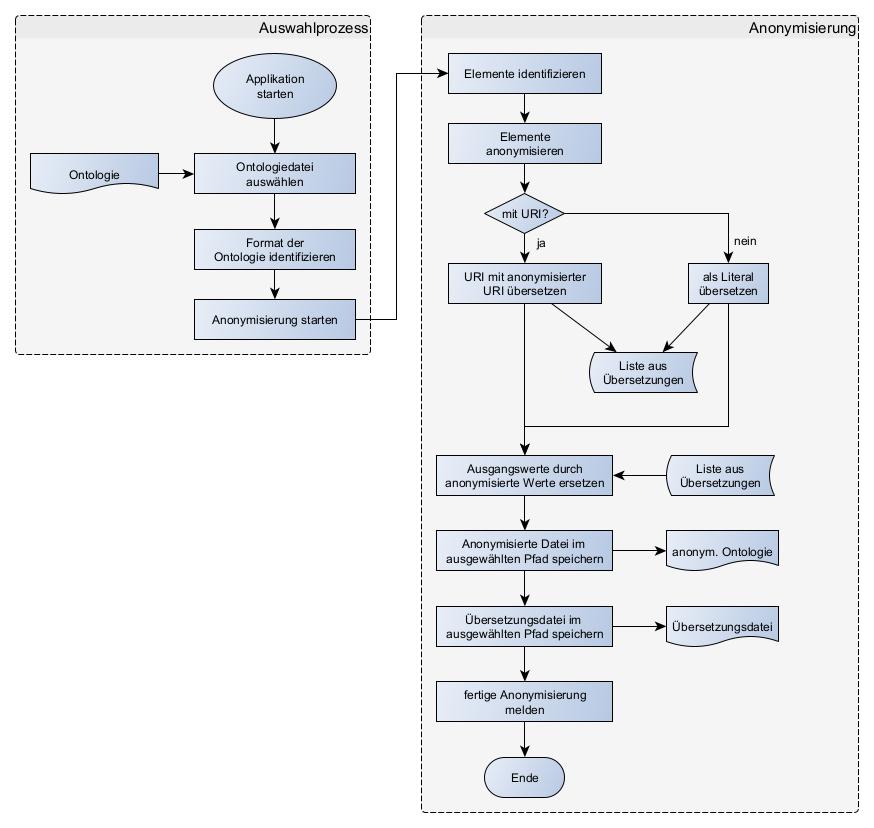 Auswahlprozess
Applikation
starten
Ontologie
Ontologiedatei
auswählen
Format der
Ontologie identifizieren
Anonymisierung starten
Anonymisierung
Elemente identifizieren
Elemente
anonymisieren
mit URI?
ja
nein
URI mit anonymisierter
URI übersetzen
als Literal
übersetzen
Liste aus
Übersetzungen
Ausgangswerte durch
anonymisierte Werte ersetzen
Liste aus
Übersetzungen
Anonymisierte Datei im
ausgewählten Pfad speichern
anonym. Ontologie
Übersetzungsdatei im
ausgewählten Pfad speichern
Übersetzungsdatei
fertige Anonymisierung
melden
Ende